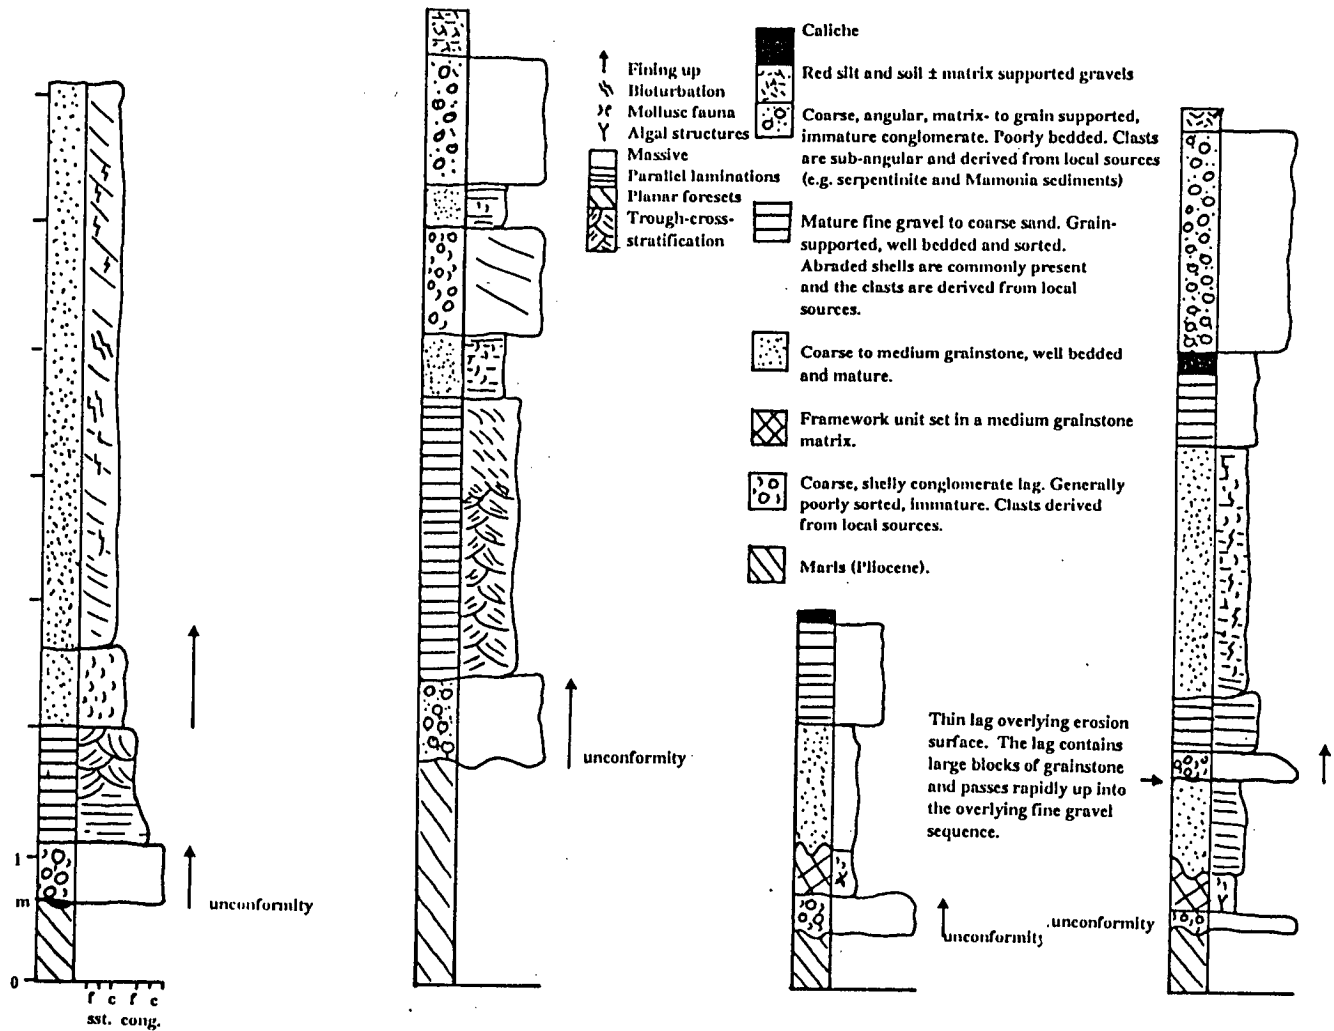 Fining up
Bioturbation
Mollusc fauna
Algal structures
Massive
Parallel laminations
Planar foresets
Trough-cross-
stratification
Caliche
Red silt and soil ± matrix supported gravels
Coarse, angular, matrix- to grain supported,
immature conglomerate. Poorly bedded. Clasts
are sub-angular and derived from local sources
(e.g. serpentinite and Mamonia sediments)
Mature fine gravel to coarse sand. Grain-
supported, well bedded and sorted.
Abraded shells are commonly present
and the clasts are derived from local
sources.
Coarse to medium grainstone, well bedded
and mature.
Framework unit set in a medium grainstone
matrix.
Coarse, shelly conglomerate lag. Generally
poorly sorted, immature. Clasts derived
from local sources.
Marls (Pliocene).
Thin lag overlying erosion
surface. The lag contains
large blocks of grainstone
and passes rapidly up into
the overlying fine gravel
sequence.
unconformity
unconformity
unconformity
unconformity
1
m
0
f c f c
sst. cong.